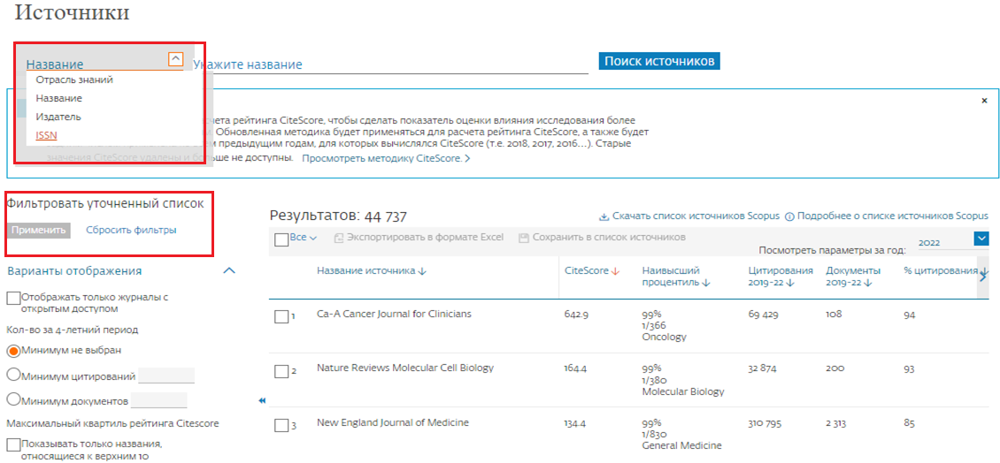 Источники
Название
Укажите название
Поиск источников
Отрасль знаний
Название
Издатель
ISSN
счета рейтинга CiteScore, чтобы сделать показатель оценки влияния исследования более
Обновленная методика будет применяться для расчета рейтинга CiteScore, а также будет
предыдущим годам, для которых вычислялся CiteScore (т.е. 2018, 2017, 2016...). Старые
значения CiteScore удалены и больше не доступны. Просмотреть методику CiteScore.
Фильтровать уточненный список
Применить Сбросить фильтры
Варианты отображения
Отображать только журналы с
открытым доступом
Кол-во за 4-летний период
Минимум не выбран
Минимум цитирований
Минимум документов
Максимальный квартиль рейтинга Citescore
Показывать только названия,
относящиеся к верхним 10
Результатов: 44 737
Скачать список источников Scopus Подробнее о списке источников Scopus
Все Экспортировать в формате Excel Сохранить в список источников
Посмотреть параметры за год: 2022
Название источника CiteScore Наивысший процентиль Цитирования 2019-22 Документы 2019-22 % цитирования
1 Ca-A Cancer Journal for Clinicians 642.9 99% 69 429 108 94
1/366
Oncology
2 Nature Reviews Molecular Cell Biology 164.4 99% 32 874 200 93
1/380
Molecular Biology
3 New England Journal of Medicine 134.4 99% 310 795 2 313 85
1/830
General Medicine